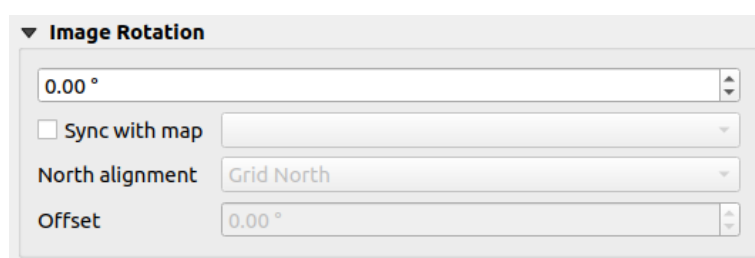 Image Rotation
0.00 °
Sync with map
North alignment Grid North
Offset 0.00 °